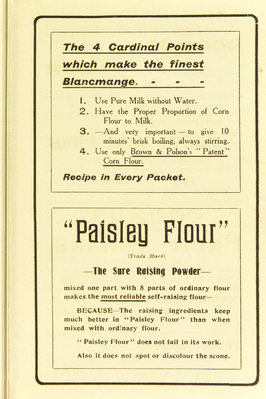 The 4 Cardinal Points
which make the finest
Blancmange. - - -
1. Use Pure Milk without Water.
2. Have the Proper Proportion of Corn
Flour to Milk.
3. —And very important—to give 10
minutes' brisk boiling, always stirring.
4. Use only Brown & Polson's "Patent"
Corn Flour.
Recipe in Every Packet.
"Paisley Flour"
(Trade Mark)
—The Sure Raising Powder—
mixed one part with 8 parts of ordinary flour
makes the most reliable self-raising flour—
BECAUSE—The raising ingredients keep
much better in "Paisley Flour" than when
mixed with ordinary flour.
"Paisley Flour" does not fail in its work.
Also it does not spot or discolour the scone.